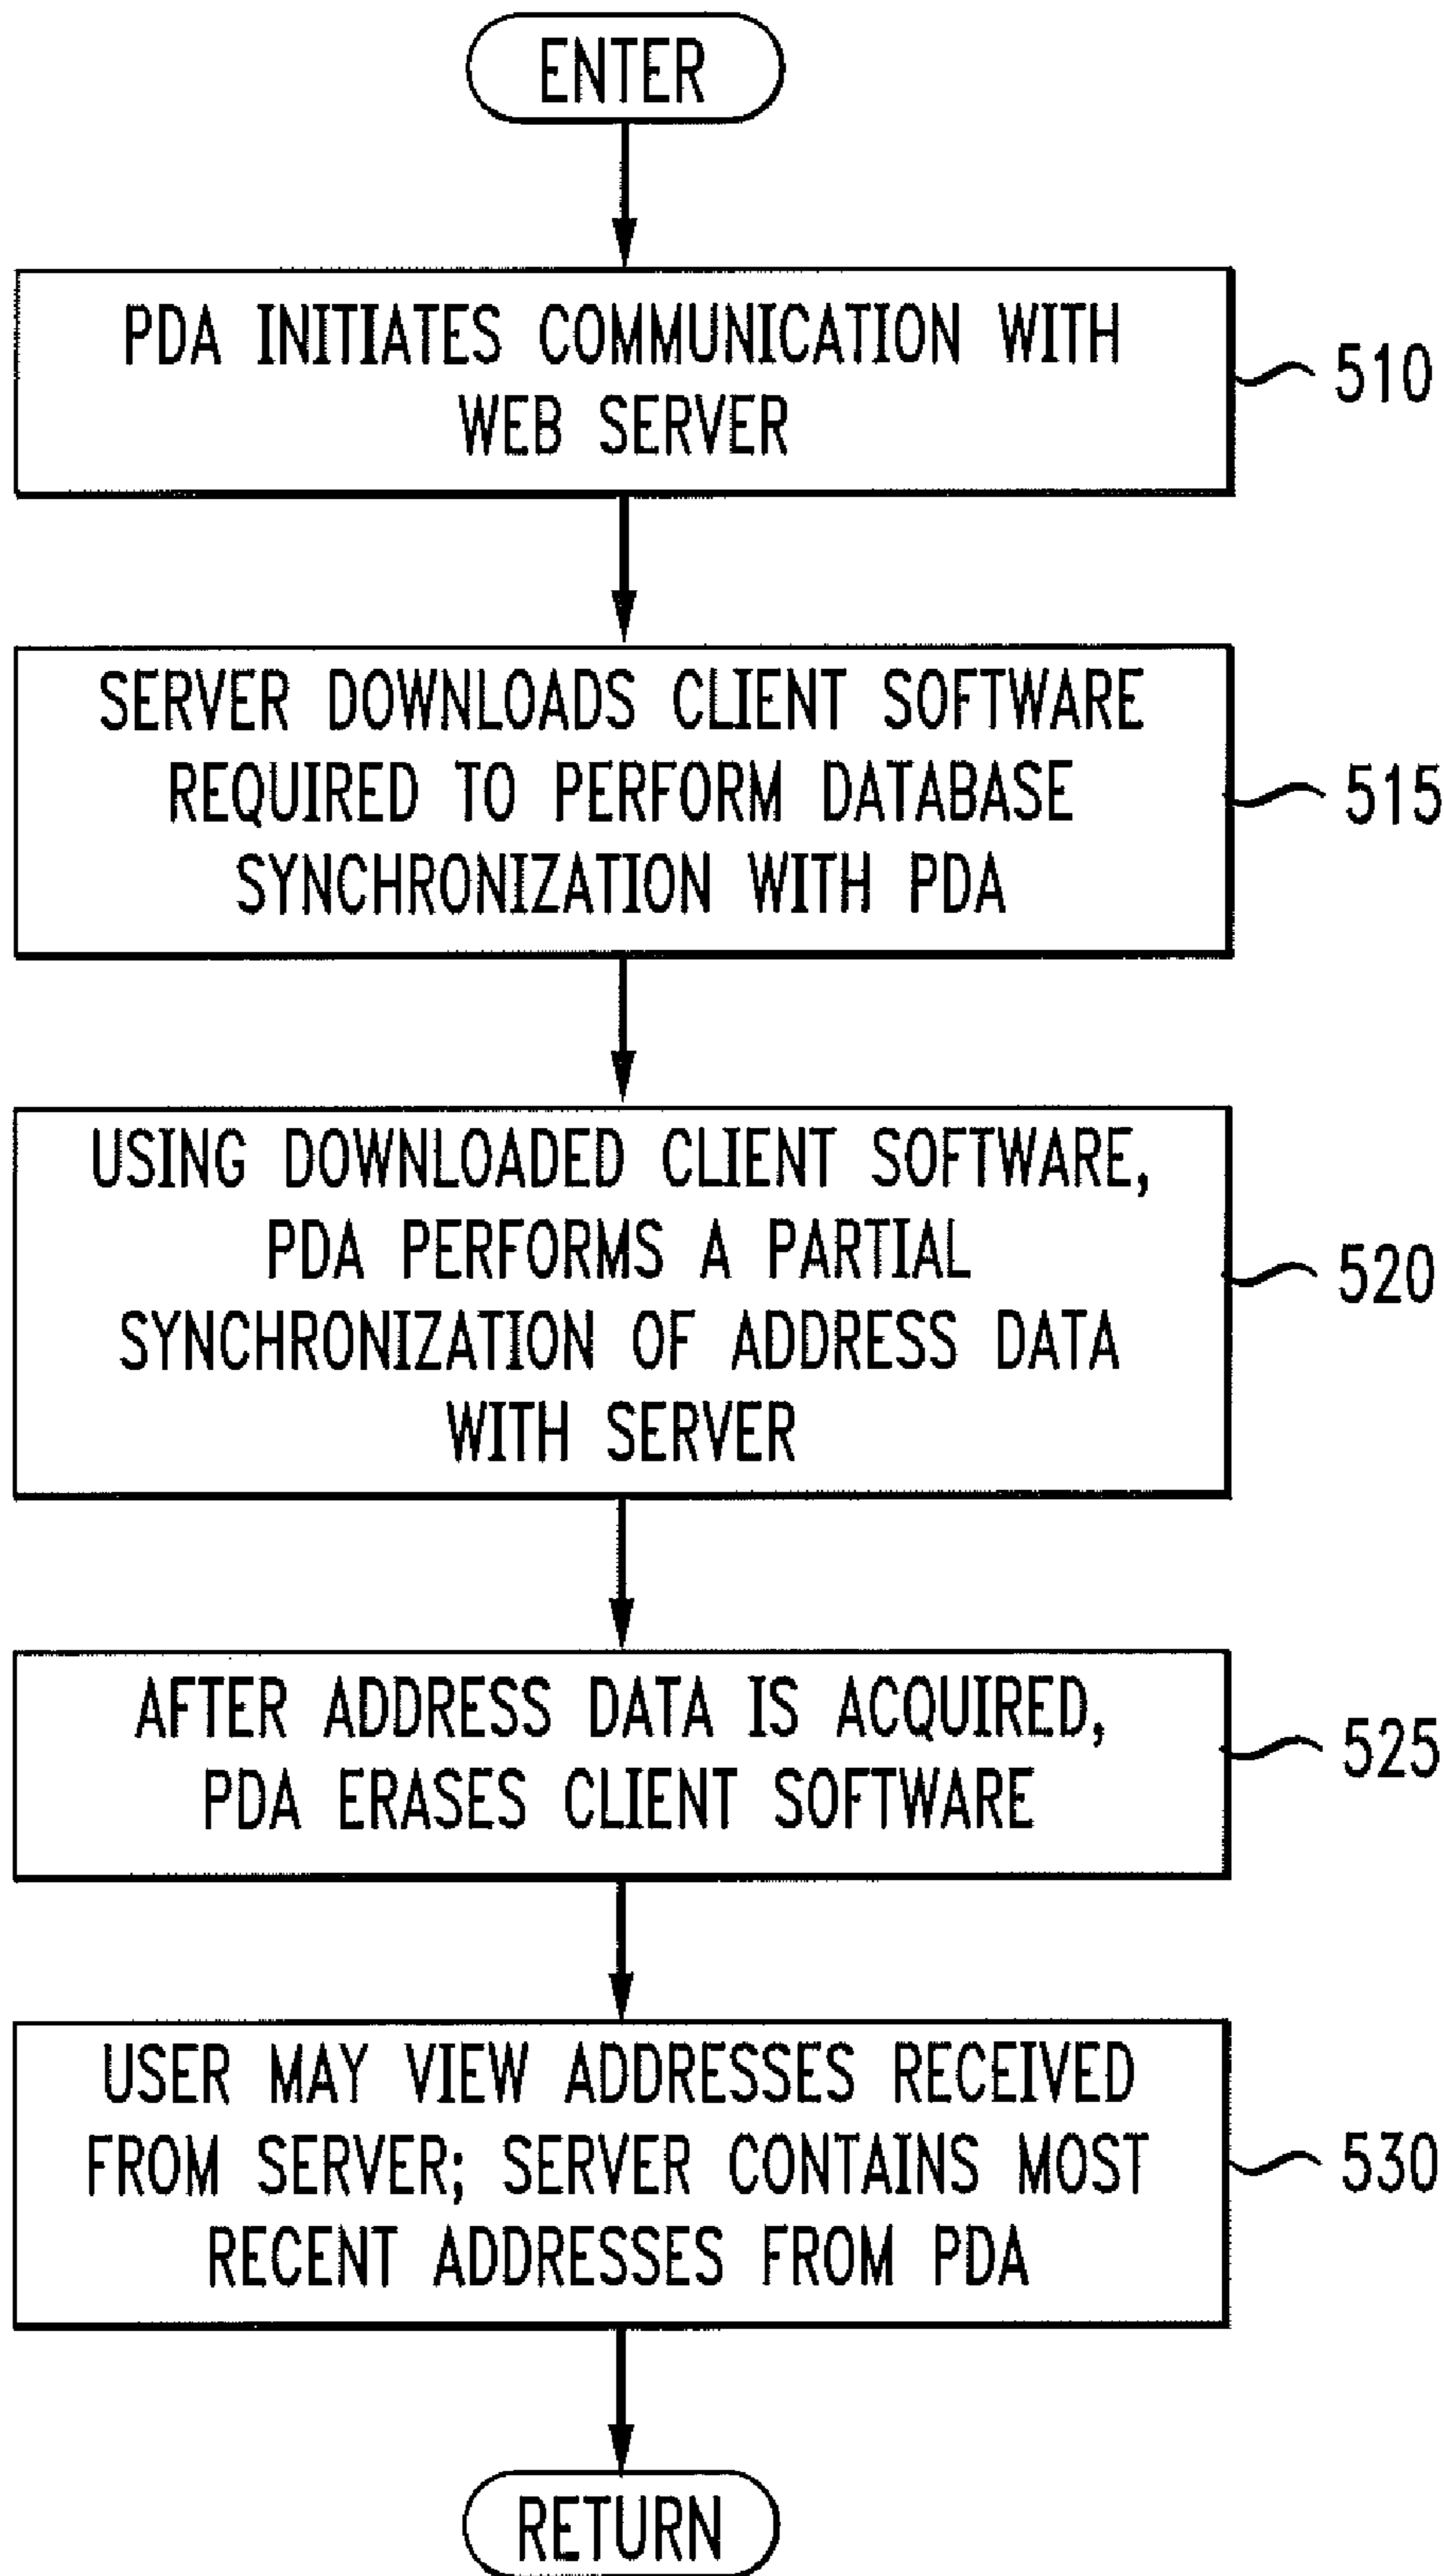 ENTER
PDA INITIATES COMMUNICATION WITH
WEB SERVER
510
SERVER DOWNLOADS CLIENT SOFTWARE
REQUIRED TO PERFORM DATABASE
SYNCHRONIZATION WITH PDA
515
USING DOWNLOADED CLIENT SOFTWARE,
PDA PERFORMS A PARTIAL
SYNCHRONIZATION OF ADDRESS DATA
WITH SERVER
520
AFTER ADDRESS DATA IS ACQUIRED,
PDA ERASES CLIENT SOFTWARE
525
USER MAY VIEW ADDRESSES RECEIVED
FROM SERVER; SERVER CONTAINS MOST
RECENT ADDRESSES FROM PDA
530
RETURN